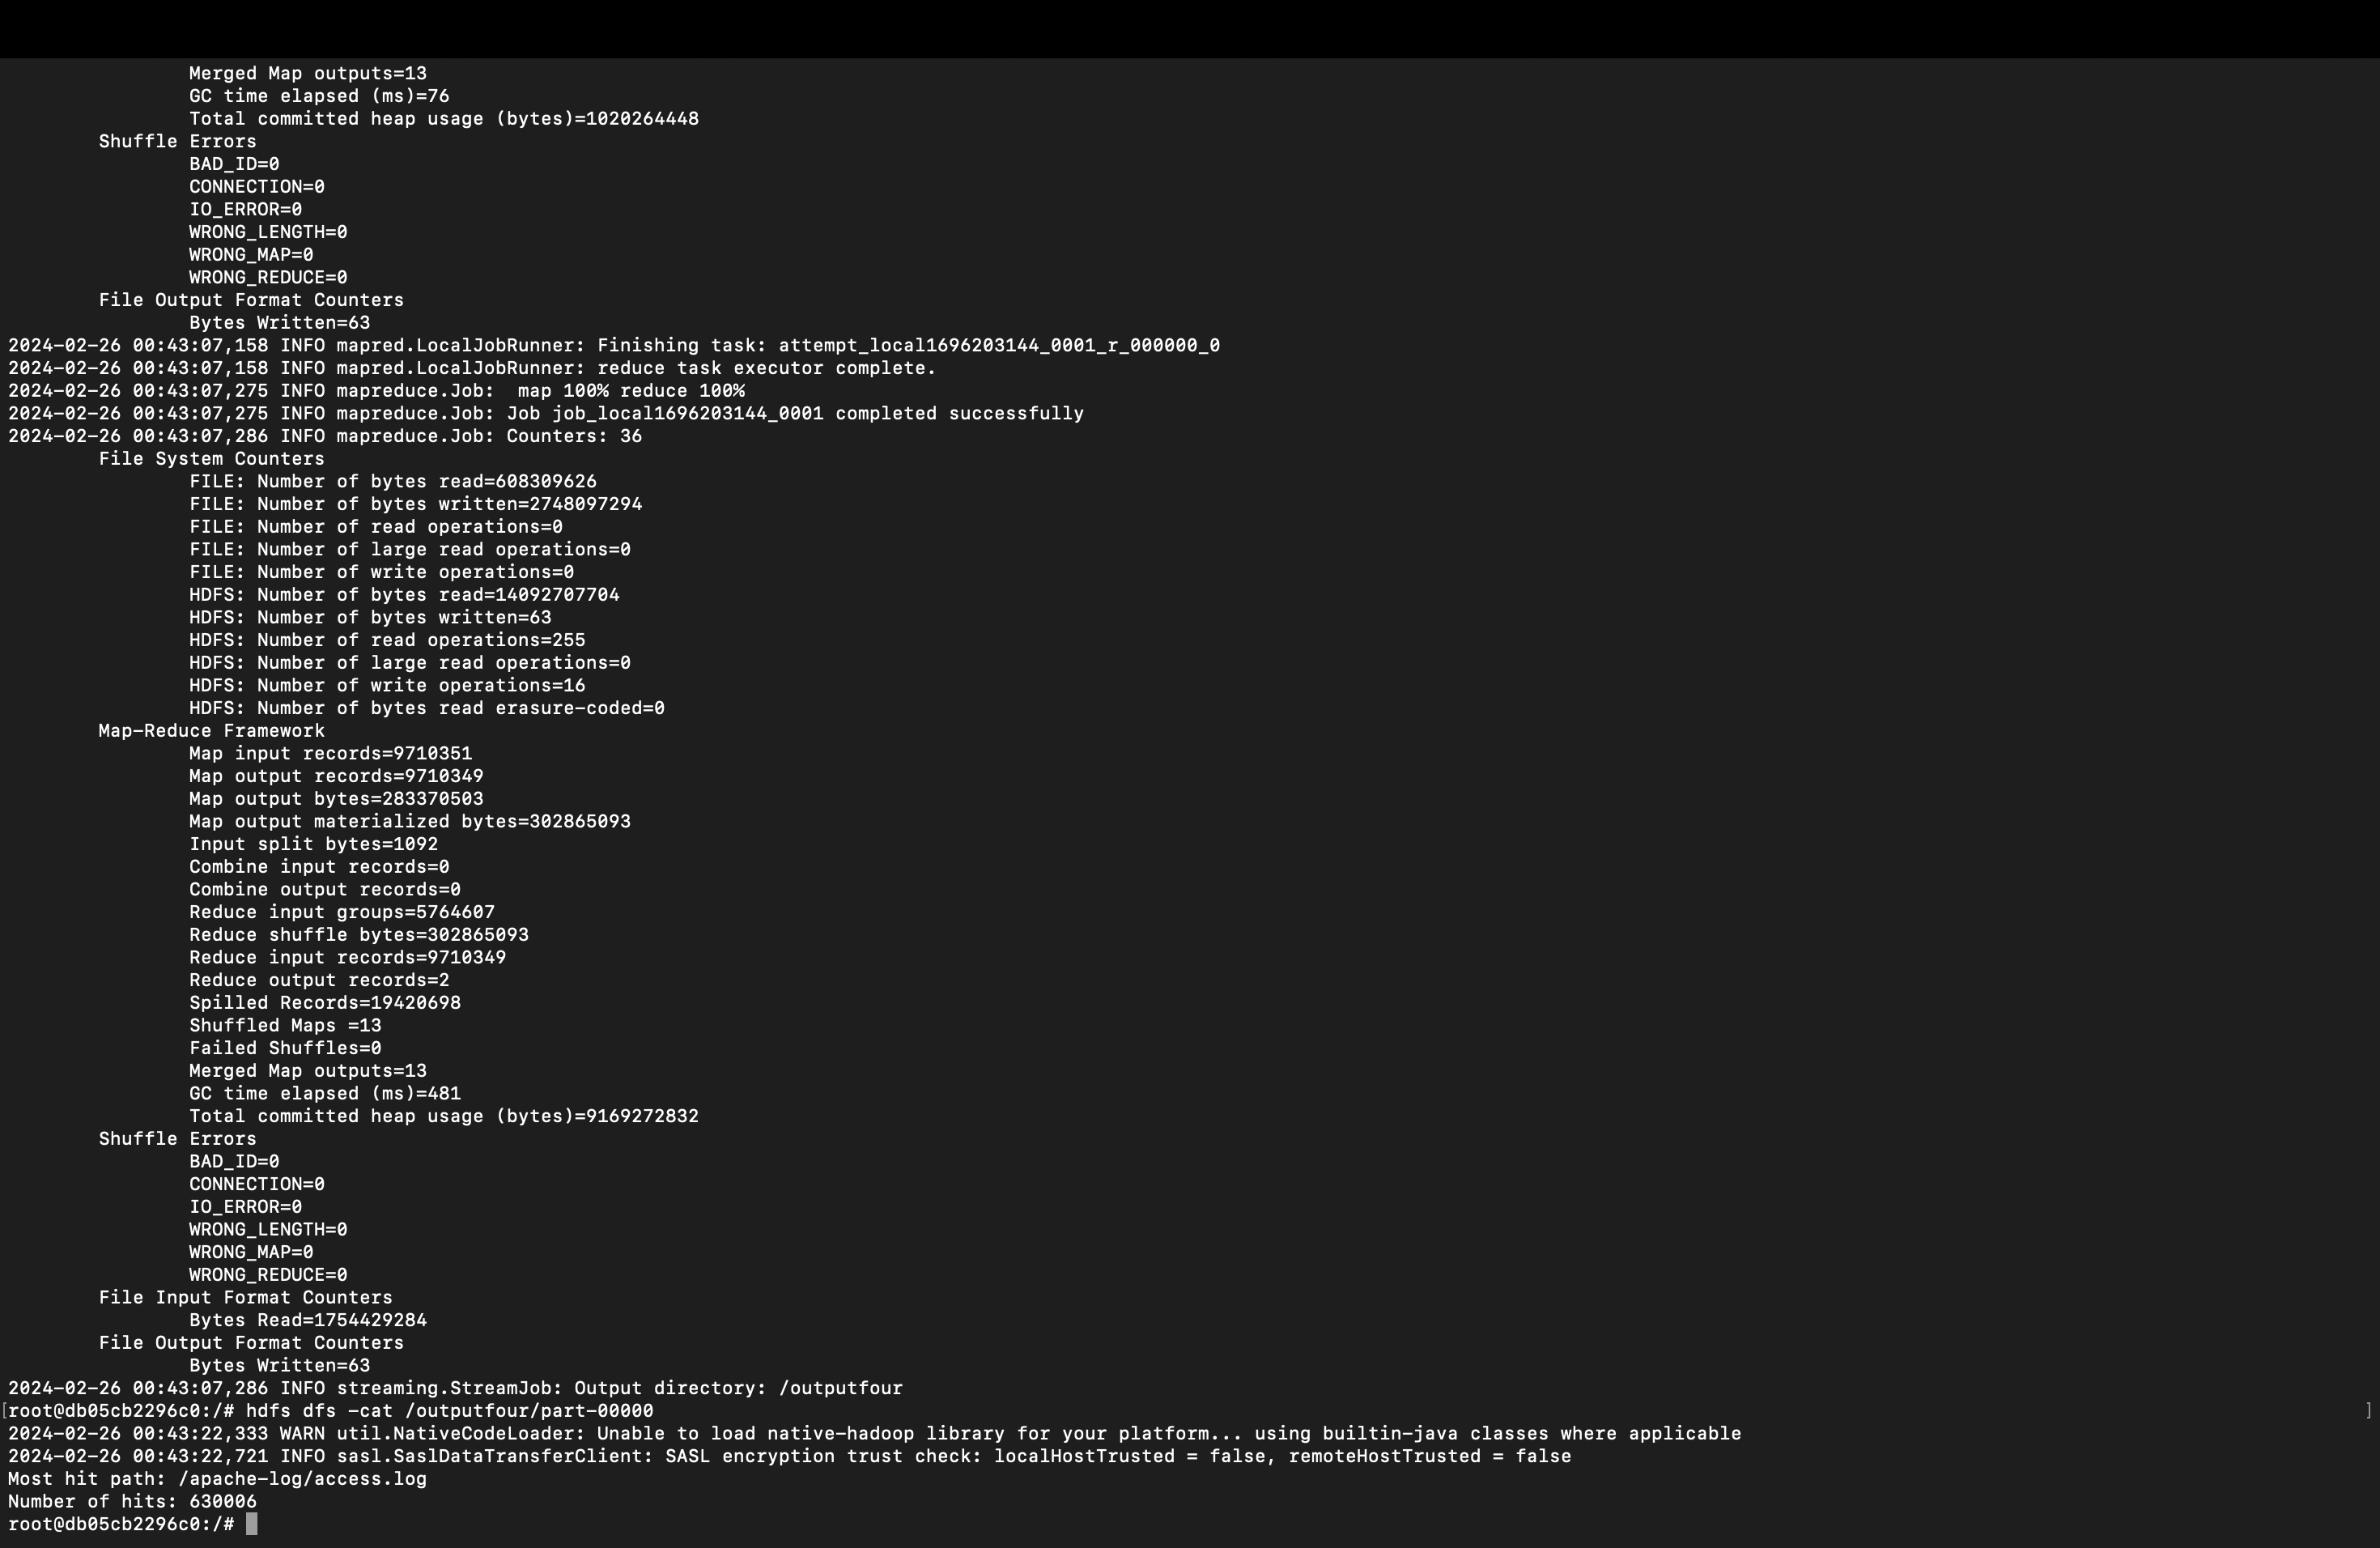 Merged Map outputs=13
GC time elapsed (ms)=76
Total committed heap usage (bytes)=1020264448
Shuffle Errors
BAD_ID=0
CONNECTION=0
IO_ERROR=0
WRONG_LENGTH=0
WRONG_MAP=0
WRONG_REDUCE=0
File Output Format Counters
Bytes Written=63
2024-02-26 00:43:07,158 INFO mapred.LocalJobRunner: Finishing task: attempt_local1696203144_0001_r_000000_0
2024-02-26 00:43:07,158 INFO mapred.LocalJobRunner: reduce task executor complete.
2024-02-26 00:43:07,275 INFO mapreduce.Job:  map 100% reduce 100%
2024-02-26 00:43:07,275 INFO mapreduce.Job: Job job_local1696203144_0001 completed successfully
2024-02-26 00:43:07,286 INFO mapreduce.Job: Counters: 36
File System Counters
FILE: Number of bytes read=608309626
FILE: Number of bytes written=2748097294
FILE: Number of read operations=0
FILE: Number of large read operations=0
FILE: Number of write operations=0
HDFS: Number of bytes read=14092707704
HDFS: Number of bytes written=63
HDFS: Number of read operations=255
HDFS: Number of large read operations=0
HDFS: Number of write operations=16
HDFS: Number of bytes read erasure-coded=0
Map-Reduce Framework
Map input records=9710351
Map output records=9710349
Map output bytes=283370503
Map output materialized bytes=302865093
Input split bytes=1092
Combine input records=0
Combine output records=0
Reduce input groups=5764607
Reduce shuffle bytes=302865093
Reduce input records=9710349
Reduce output records=2
Spilled Records=19420698
Shuffled Maps =13
Failed Shuffles=0
Merged Map outputs=13
GC time elapsed (ms)=481
Total committed heap usage (bytes)=9169272832
Shuffle Errors
BAD_ID=0
CONNECTION=0
IO_ERROR=0
WRONG_LENGTH=0
WRONG_MAP=0
WRONG_REDUCE=0
File Input Format Counters
Bytes Read=1754429284
File Output Format Counters
Bytes Written=63
2024-02-26 00:43:07,286 INFO streaming.StreamJob: Output directory: /outputfour
[root@db05cb2296c0:/# hdfs dfs -cat /outputfour/part-00000 ]
2024-02-26 00:43:22,333 WARN util.NativeCodeLoader: Unable to load native-hadoop library for your platform... using builtin-java classes where applicable
2024-02-26 00:43:22,721 INFO sasl.SaslDataTransferClient: SASL encryption trust check: localHostTrusted = false, remoteHostTrusted = false
Most hit path: /apache-log/access.log
Number of hits: 630006
root@db05cb2296c0:/#